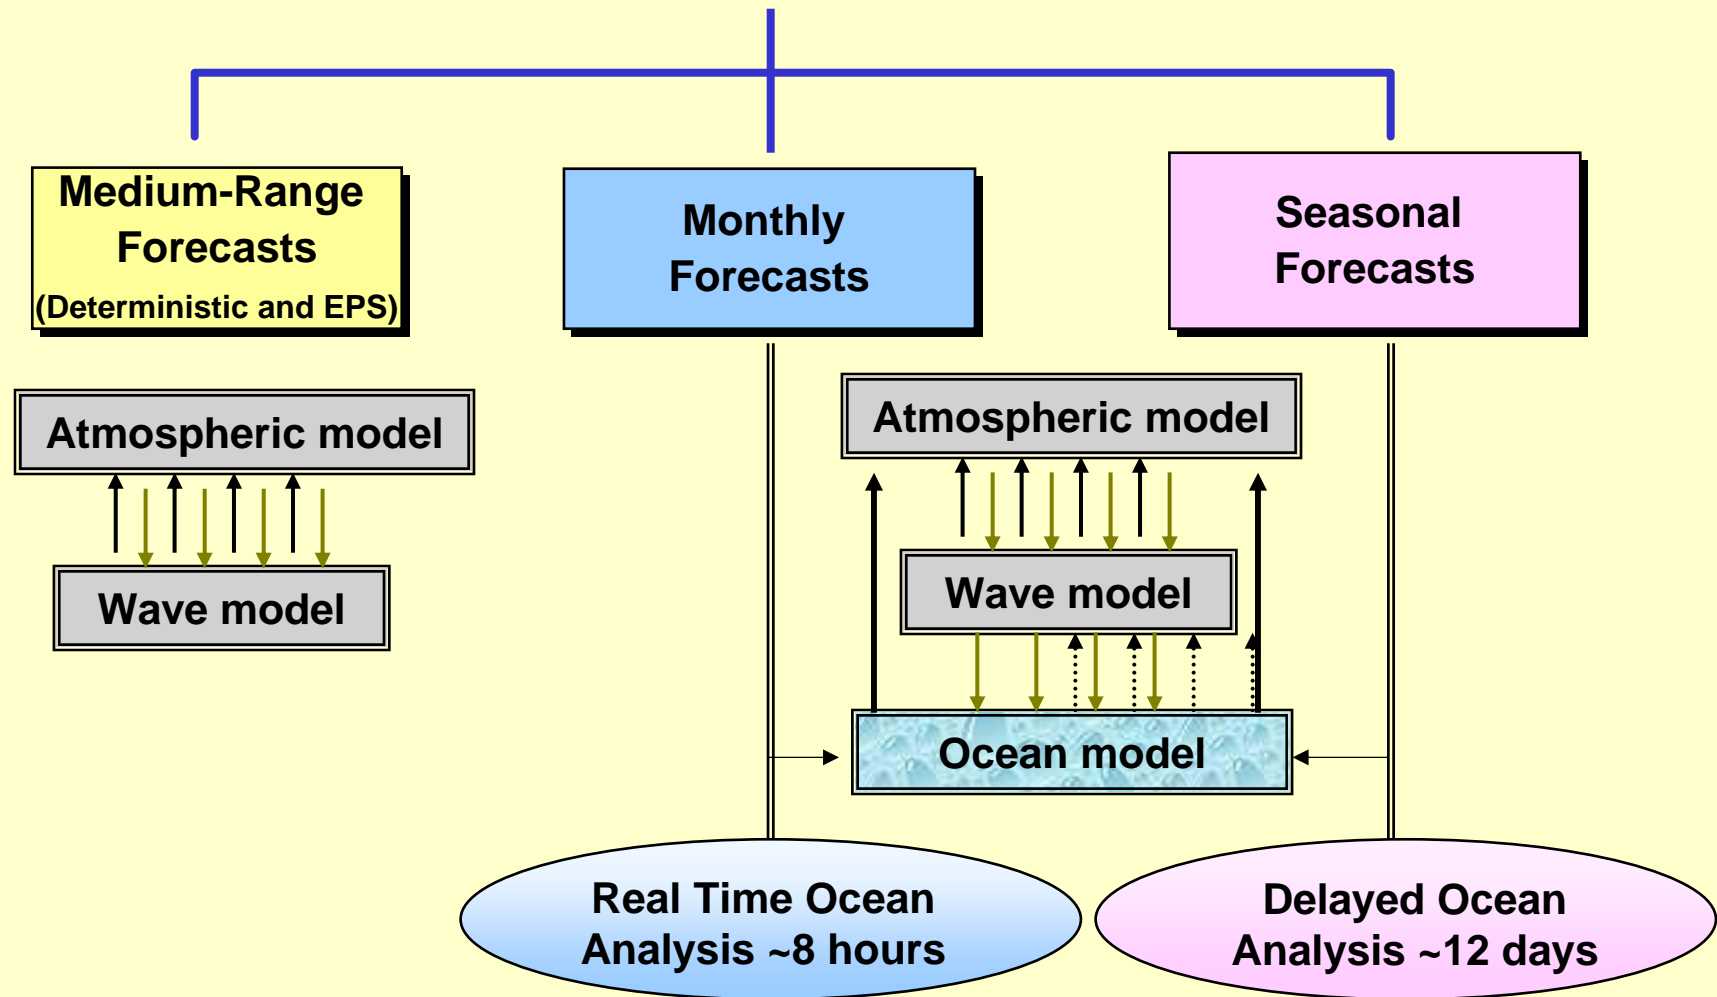 Medium-Range
Forecasts
(Deterministic and EPS)
Monthly
Forecasts
Seasonal
Forecasts
Atmospheric model
Wave model
Atmospheric model
Wave model
Ocean model
Real Time Ocean
Analysis ~8 hours
Delayed Ocean
Analysis ~12 days